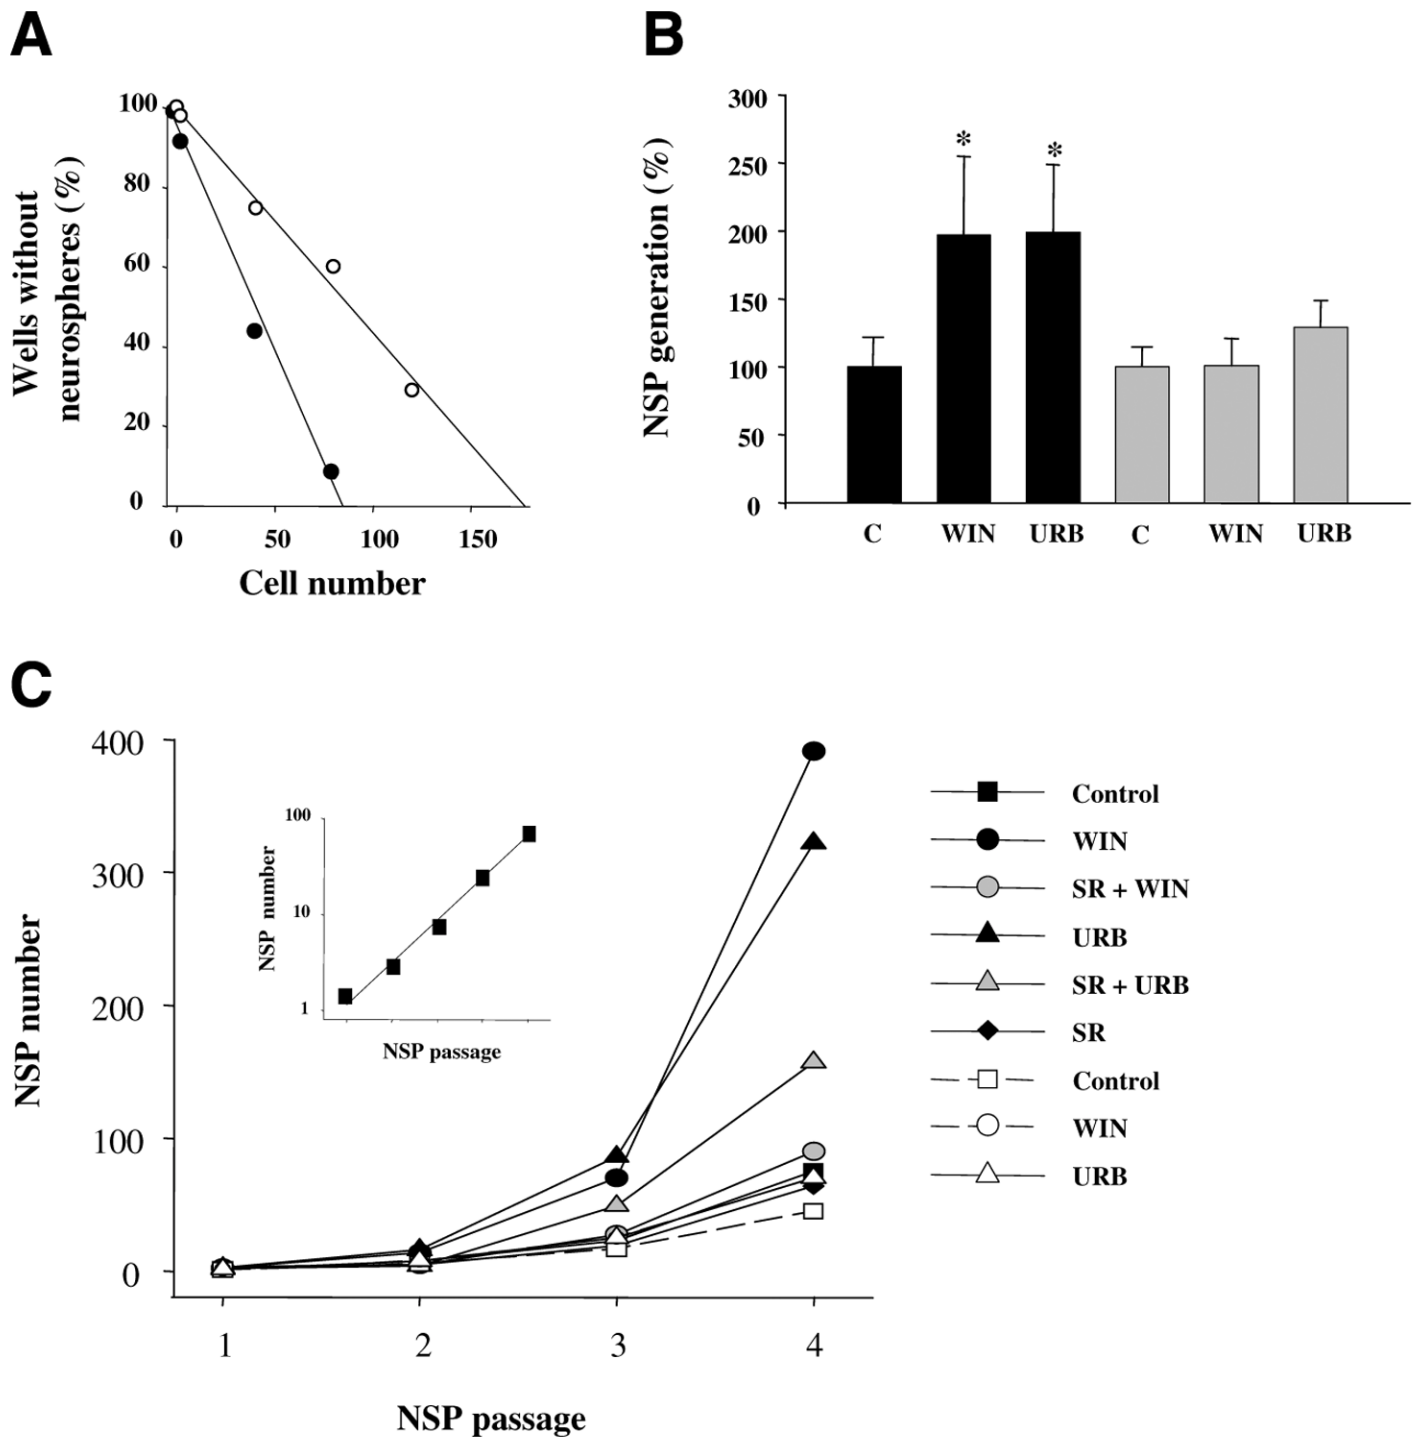 A
Wells without
neurospheres (%)
100
80
60
40
20
0
0 50 100 150
Cell number
B
NSP generation (%)
300
250
200
150
100
50
0
* *
C WIN URB C WIN URB
C
NSP number
400
300
200
100
0
1 2 3 4
NSP passage
NSP number
100
10
1
NSP passage
Control
WIN
SR + WIN
URB
SR + URB
SR
Control
WIN
URB